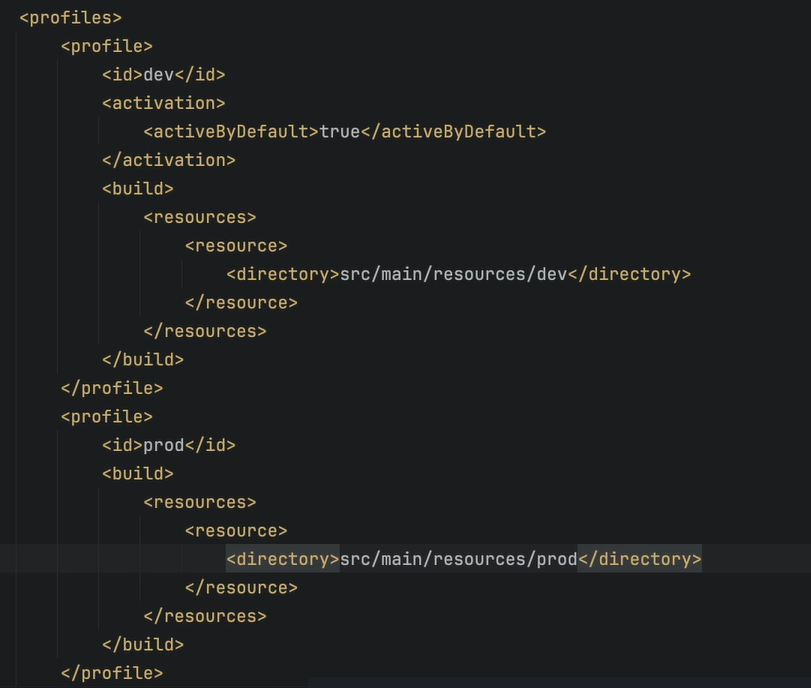 <profiles>
<profile>
<id>dev</id>
<activation>
<activeByDefault>true</activeByDefault>
</activation>
<build>
<resources>
<resource>
<directory>src/main/resources/dev</directory>
</resource>
</resources>
</build>
</profile>
<profile>
<id>prod</id>
<build>
<resources>
<resource>
<directory>src/main/resources/prod</directory>
</resource>
</resources>
</build>
</profile>